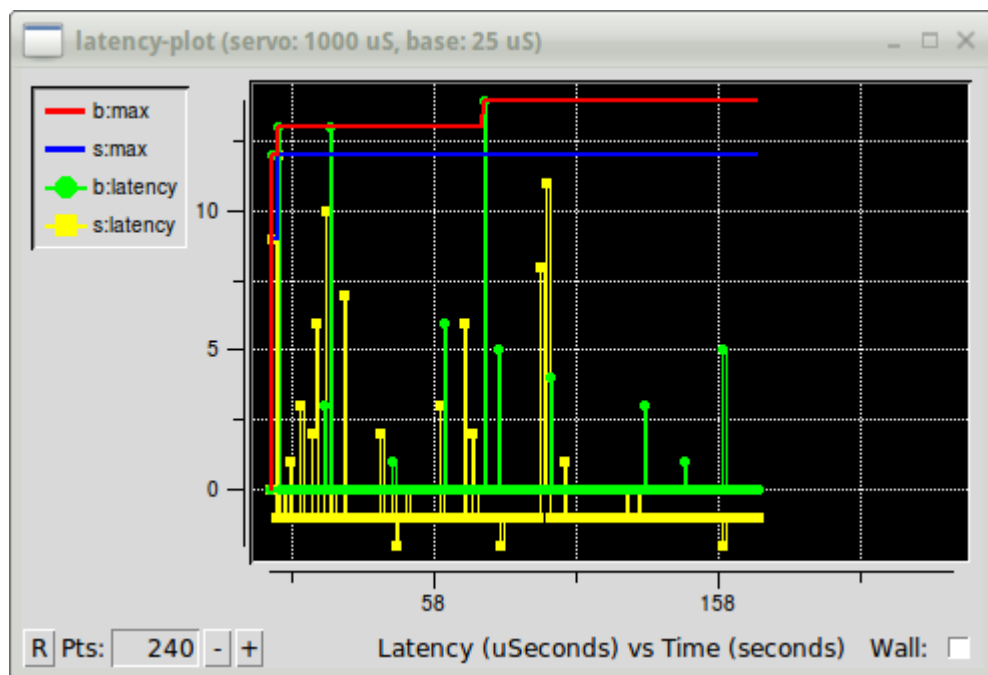 latency-plot (servo: 1000 uS, base: 25 uS)
b:max
s:max
b:latency
s:latency
10
5
0
58 158
R Pts: 240 - + Latency (uSeconds) vs Time (seconds) Wall: